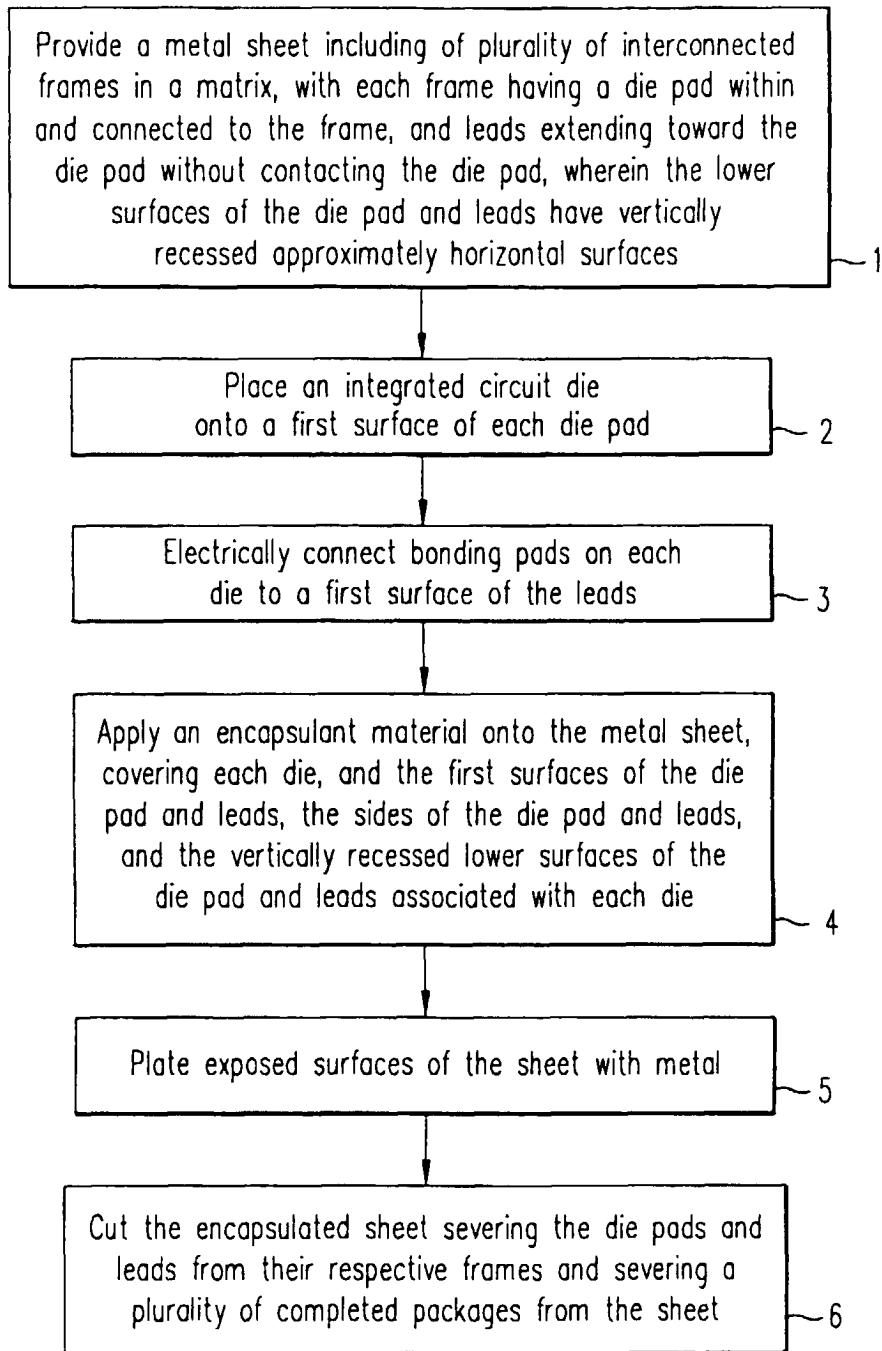 Provide a metal sheet including of plurality of interconnected
frames in a matrix, with each frame having a die pad within
and connected to the frame, and leads extending toward the
die pad without contacting the die pad, wherein the lower
surfaces of the die pad and leads have vertically
recessed approximately horizontal surfaces
1
Place an integrated circuit die
onto a first surface of each die pad
2
Electrically connect bonding pads on each
die to a first surface of the leads
3
Apply an encapsulant material onto the metal sheet,
covering each die, and the first surfaces of the die
pad and leads, the sides of the die pad and leads,
and the vertically recessed lower surfaces of the
die pad and leads associated with each die
4
Plate exposed surfaces of the sheet with metal
5
Cut the encapsulated sheet severing the die pads and
leads from their respective frames and severing a
plurality of completed packages from the sheet
6